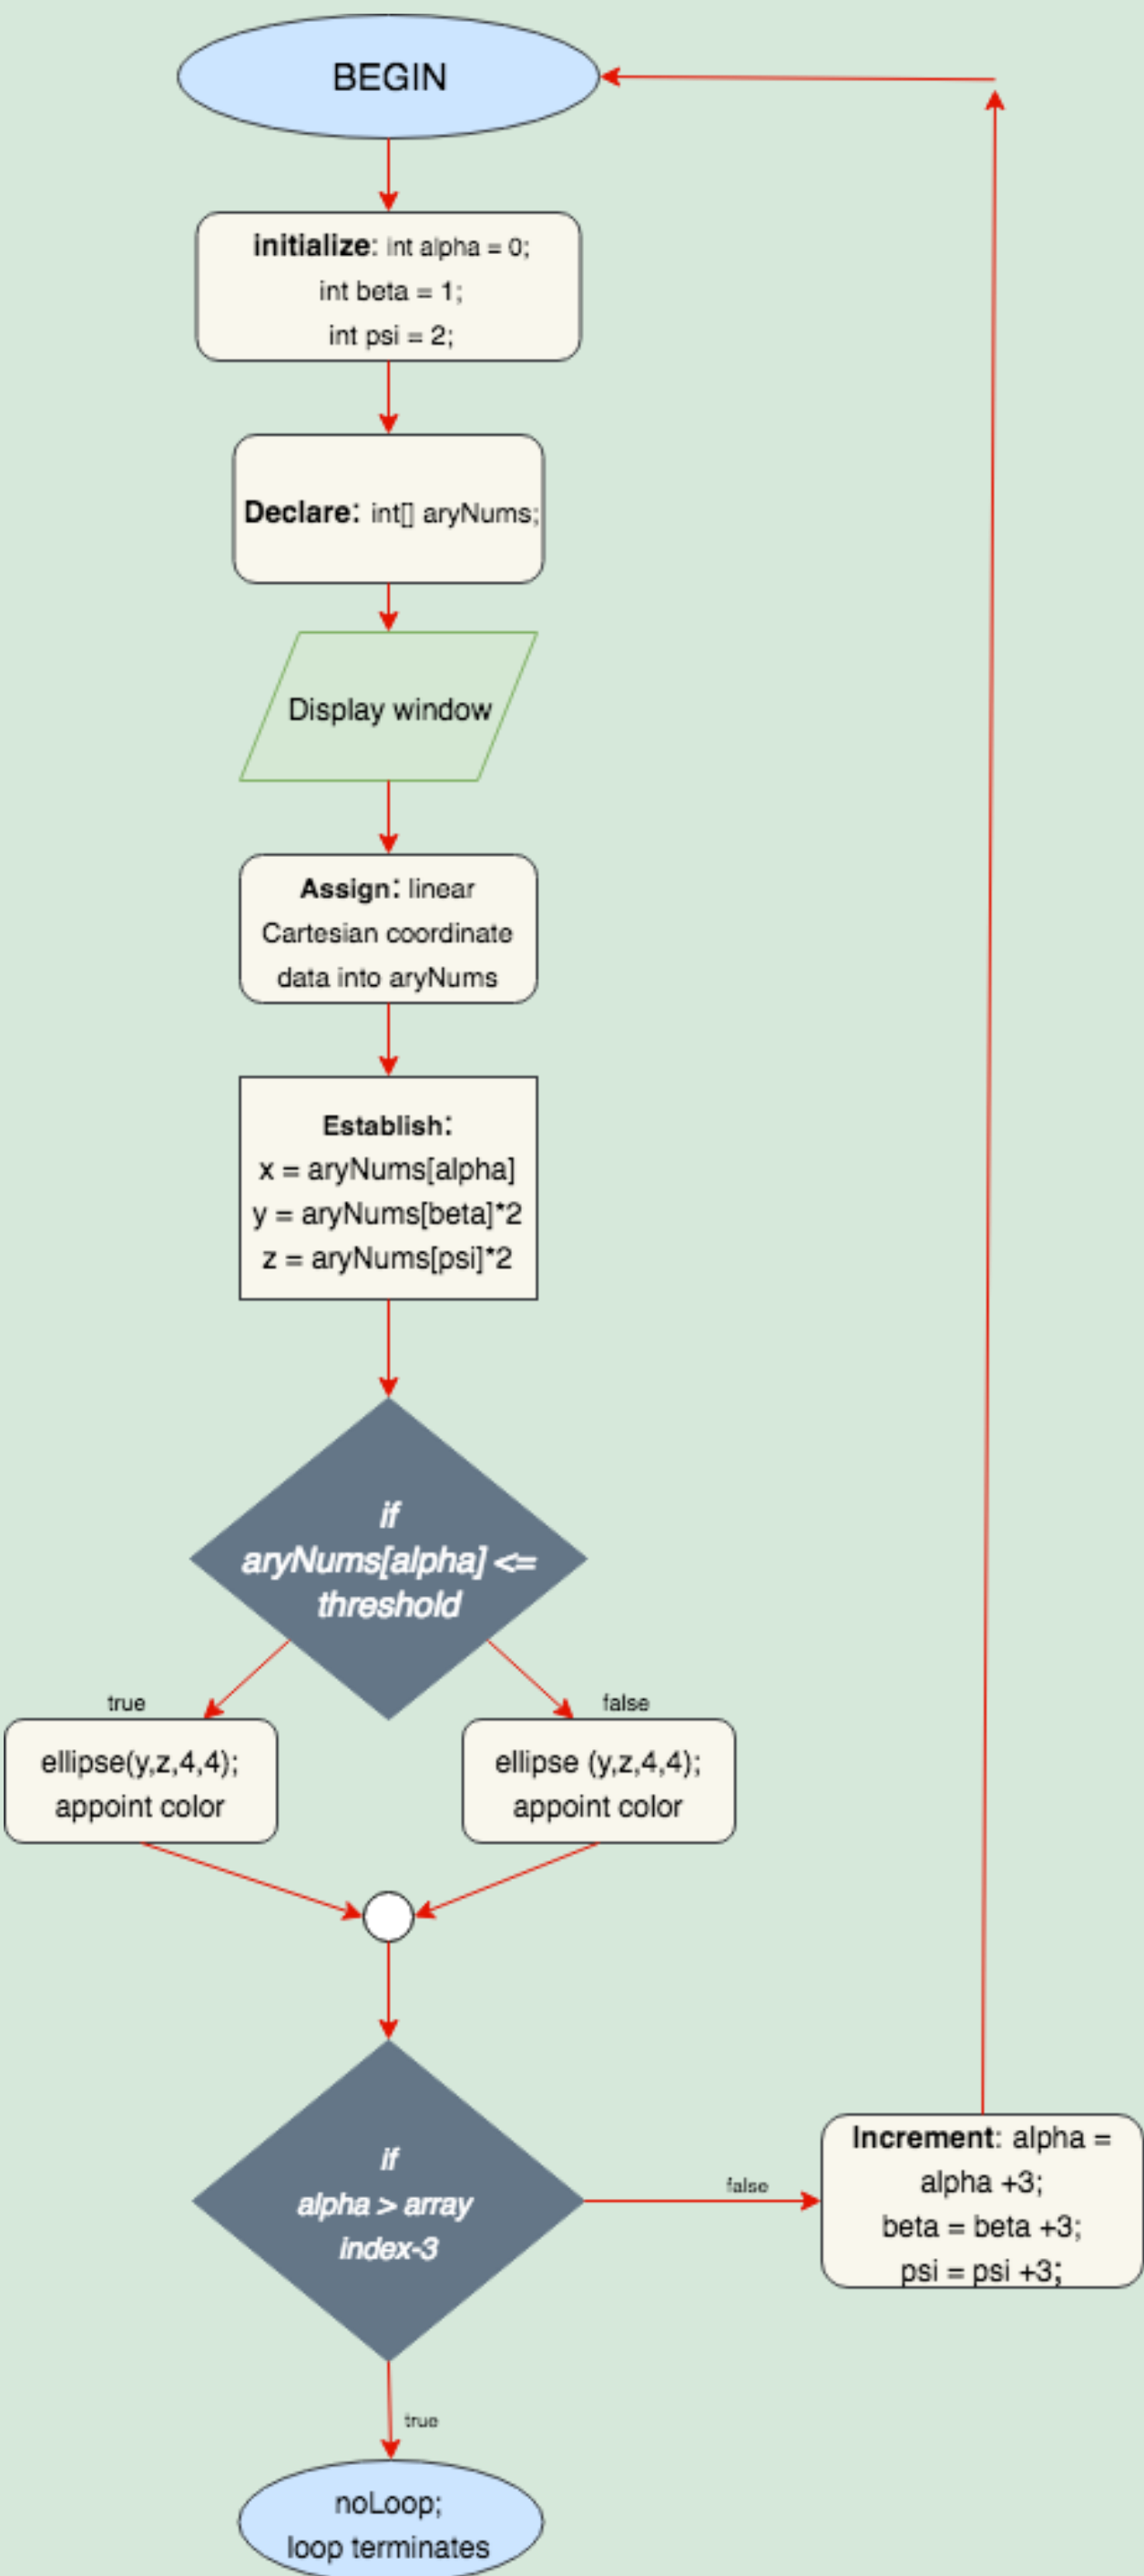 BEGIN
initialize: int alpha = 0;
int beta = 1;
int psi = 2;
Declare: int[] aryNums;
Display window
Assign: linear
Cartesian coordinate
data into aryNums
Establish:
x = aryNums[alpha]
y = aryNums[beta]*2
z = aryNums[psi]*2
if
aryNums[alpha] <=
threshold
true
false
ellipse(y,z,4,4);
appoint color
ellipse (y,z,4,4);
appoint color
if
alpha > array
index-3
false
Increment: alpha =
alpha +3;
beta = beta +3;
psi = psi +3;
true
noLoop;
loop terminates